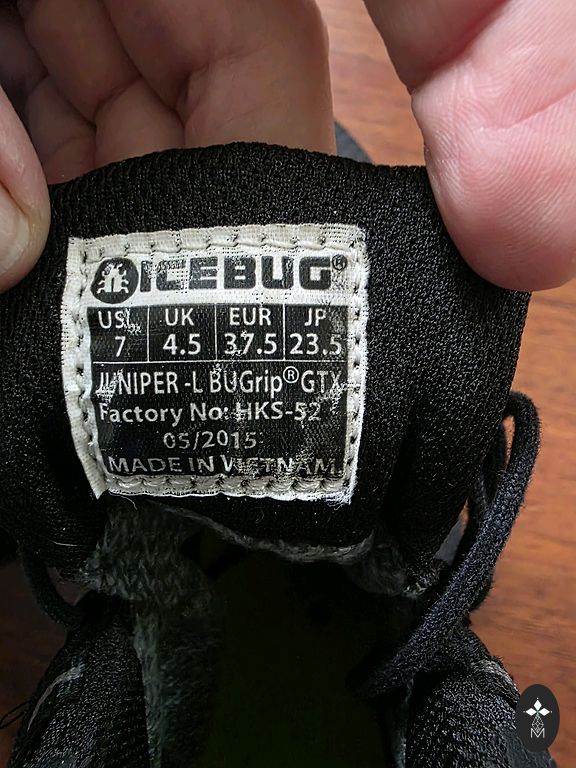 ICEBUG®
US UK EUR JP
7 4.5 37.5 23.5
JUNIPER -L BUGrip® GTX
Factory No: HKS-52
05/2015
MADE IN VIETNAM
M